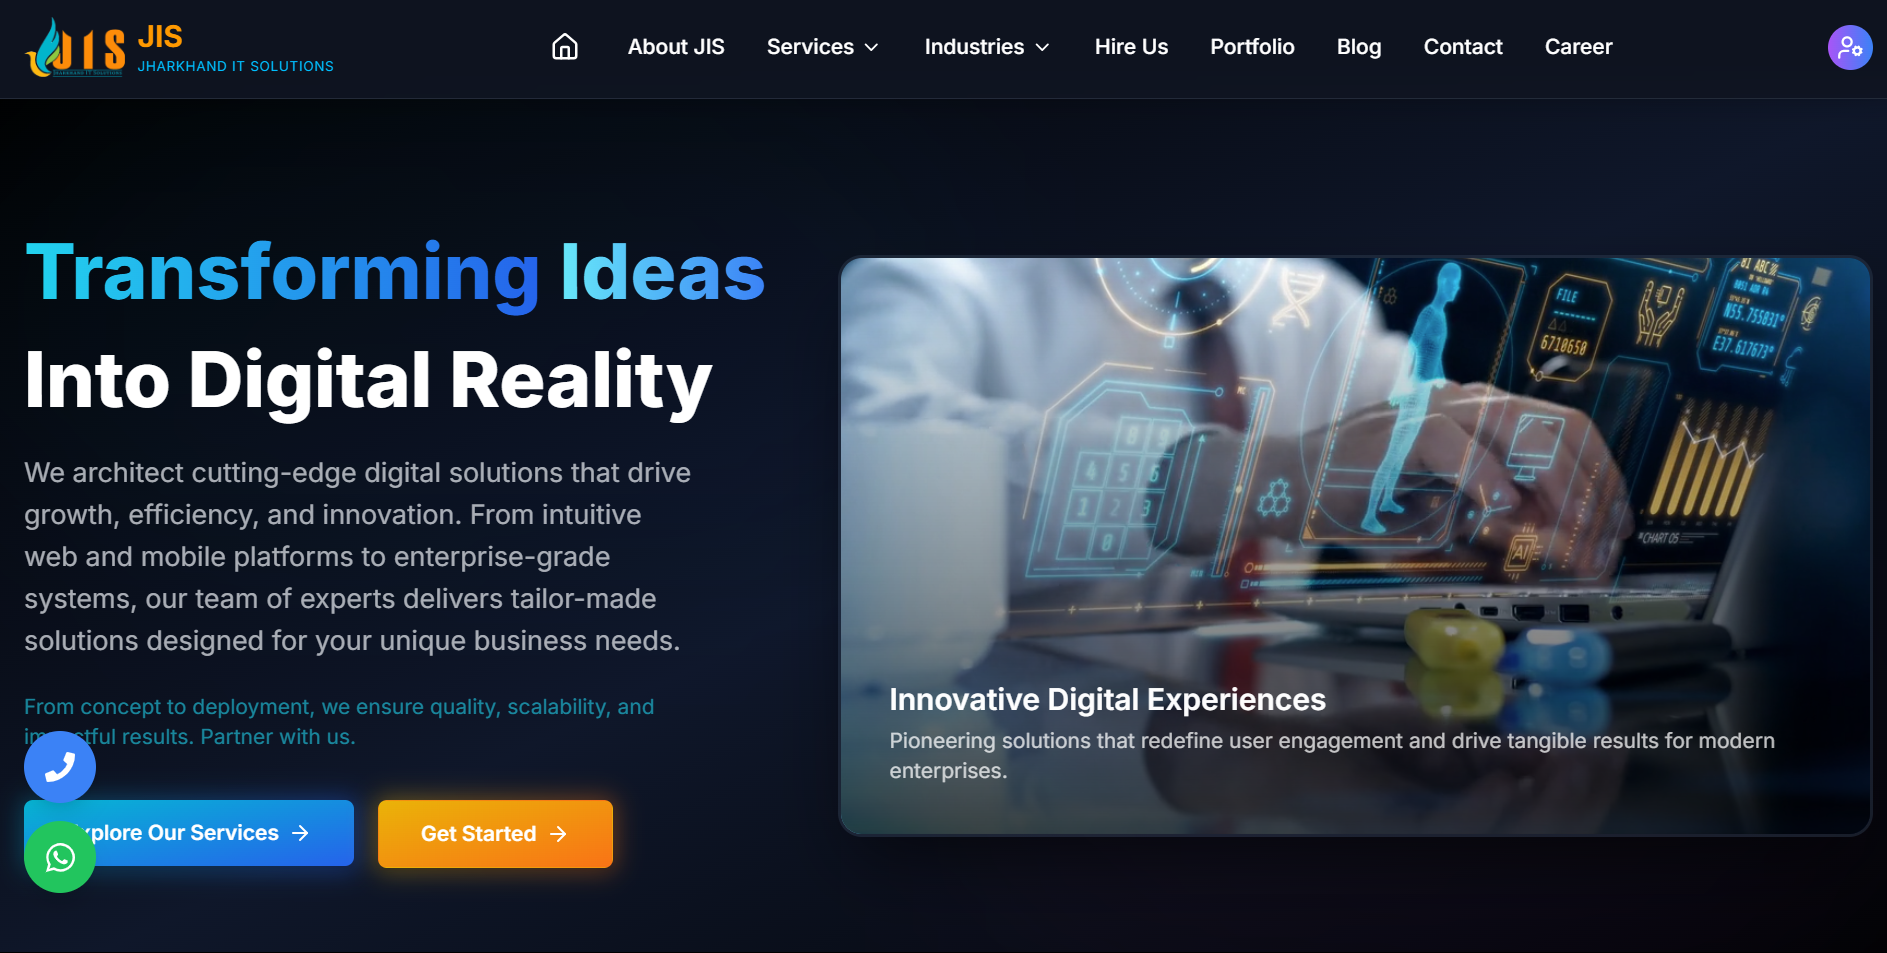 JIS
JHARKHAND IT SOLUTIONS
JIS
JHARKHAND IT SOLUTIONS
About JIS
Services
Industries
Hire Us
Portfolio
Blog
Contact
Career
Transforming Ideas
Into Digital Reality
We architect cutting-edge digital solutions that drive
growth, efficiency, and innovation. From intuitive
web and mobile platforms to enterprise-grade
systems, our team of experts delivers tailor-made
solutions designed for your unique business needs.
From concept to deployment, we ensure quality, scalability, and
results. Partner with us.
Our Services
Get Started
FILE
6710650
N55.755831°
E37.617673°
8 9
4 5 6
1 2 3
0
AI
CHART 05
Innovative Digital Experiences
Pioneering solutions that redefine user engagement and drive tangible results for modern
enterprises.